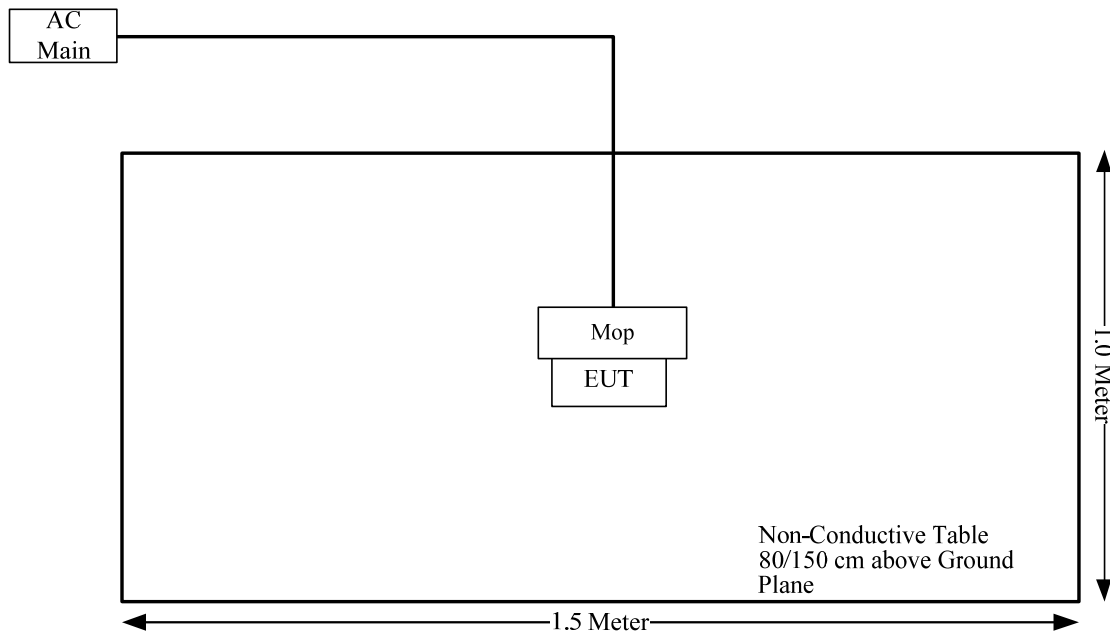 AC
Main
Mop
EUT
1.0 Meter
Non-Conductive Table
80/150 cm above Ground
Plane
1.5 Meter